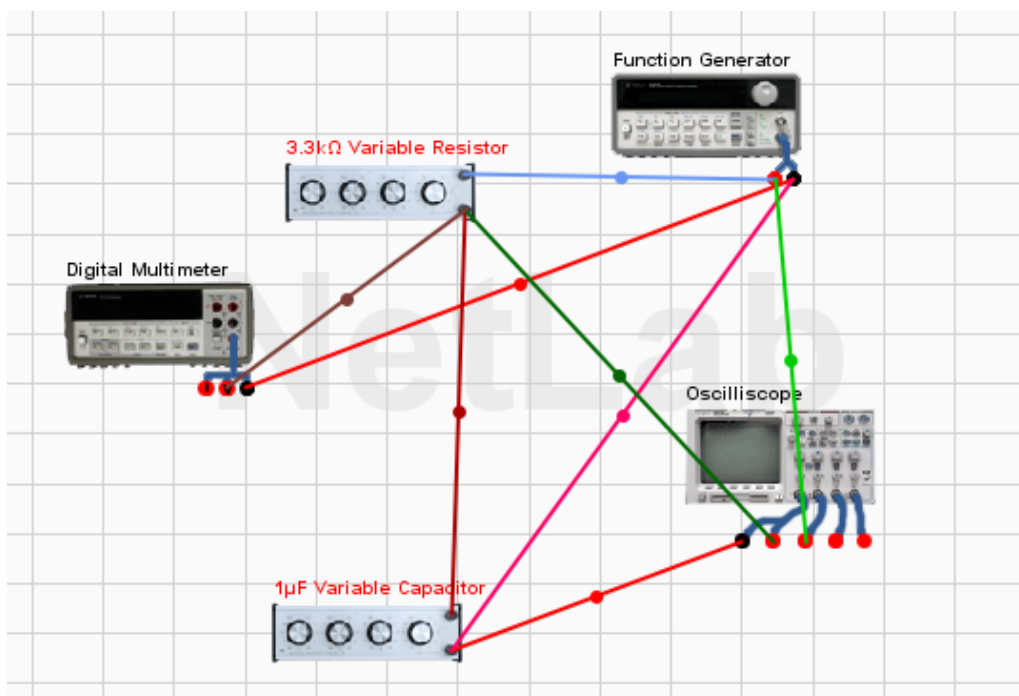 Function Generator
3.3kΩ Variable Resistor
Digital Multimeter
NetLab
Oscilliscope
1µF Variable Capacitor